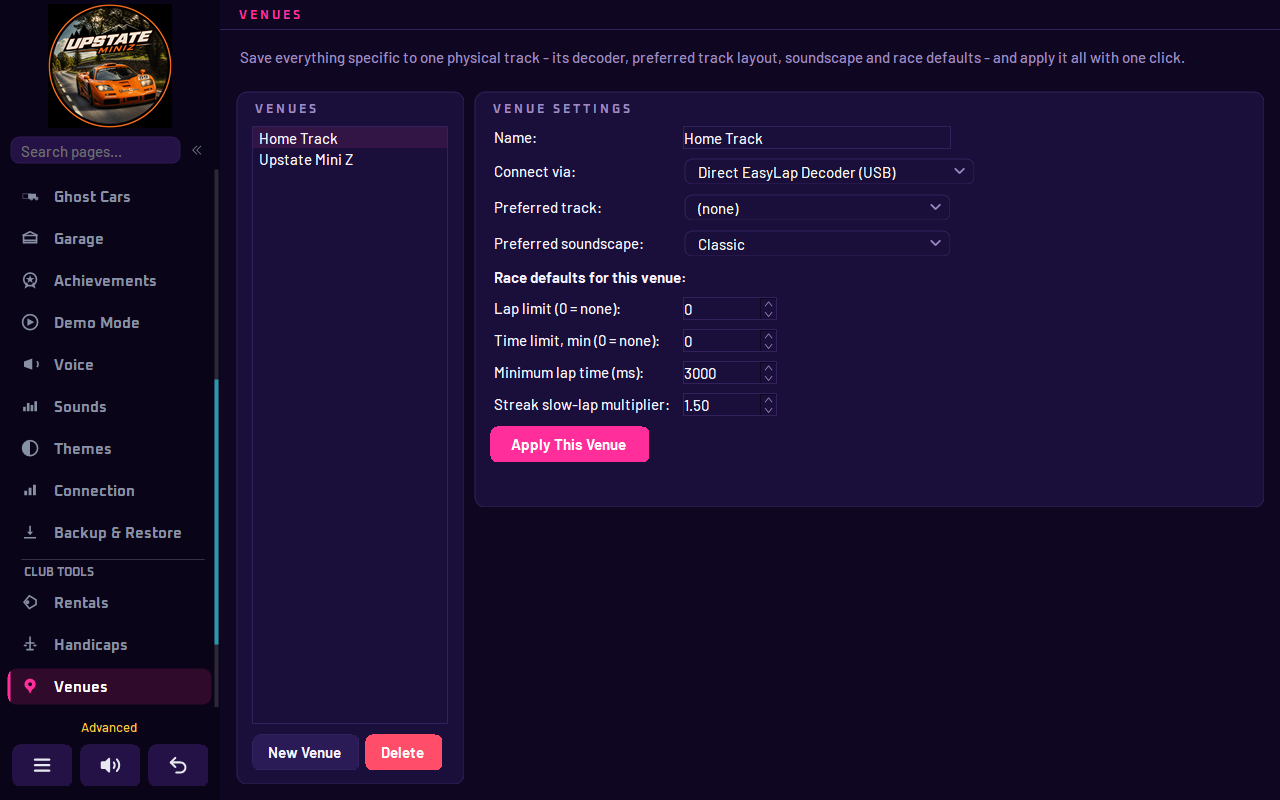 UPSTATE
MINIZ
Search pages...
Ghost Cars
Garage
Achievements
Demo Mode
Voice
Sounds
Themes
Connection
Backup & Restore
CLUB TOOLS
Rentals
Handicaps
Venues
Advanced
VENUES
Save everything specific to one physical track - its decoder, preferred track layout, soundscape and race defaults - and apply it all with one click.
VENUES
Home Track
Upstate Mini Z
New Venue
Delete
VENUE SETTINGS
Name: Home Track
Connect via: Direct EasyLap Decoder (USB)
Preferred track: (none)
Preferred soundscape: Classic
Race defaults for this venue:
Lap limit (0 = none): 0
Time limit, min (0 = none): 0
Minimum lap time (ms): 3000
Streak slow-lap multiplier: 1.50
Apply This Venue